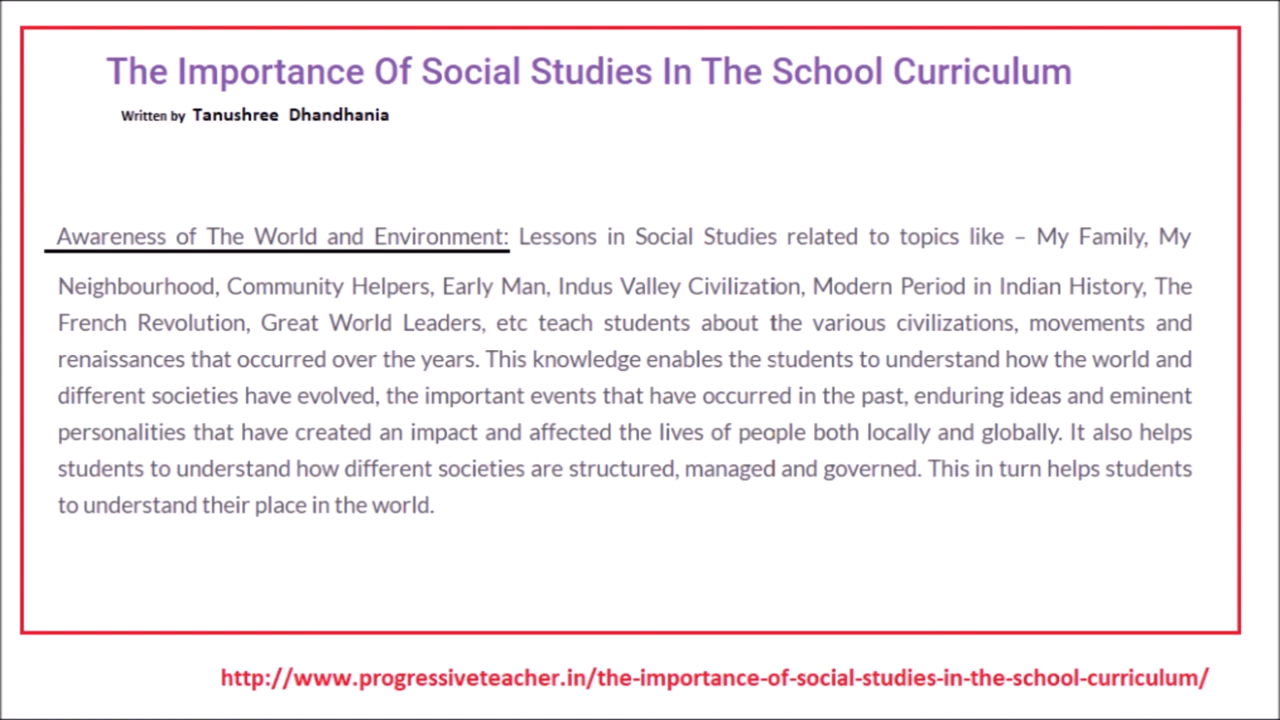 The Importance Of Social Studies In The School Curriculum
Written by Tanushree Dhandhania
Awareness of The World and Environment: Lessons in Social Studies related to topics like – My Family, My
Neighbourhood, Community Helpers, Early Man, Indus Valley Civilization, Modern Period in Indian History, The
French Revolution, Great World Leaders, etc teach students about the various civilizations, movements and
renaissances that occurred over the years. This knowledge enables the students to understand how the world and
different societies have evolved, the important events that have occurred in the past, enduring ideas and eminent
personalities that have created an impact and affected the lives of people both locally and globally. It also helps
students to understand how different societies are structured, managed and governed. This in turn helps students
to understand their place in the world.
http://www.progressiveteacher.in/the-importance-of-social-studies-in-the-school-curriculum/